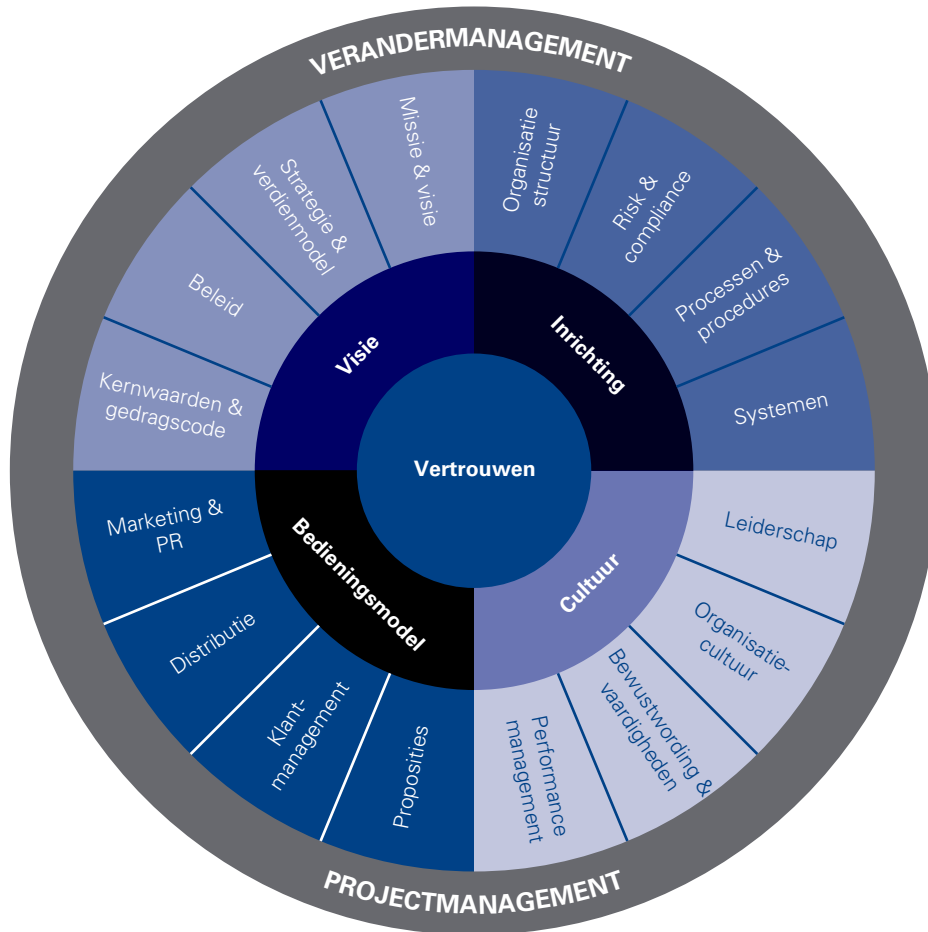 VERANDERMANAGEMENT
Missie & visie
Strategie &
verdienmodel
Beleid
Kernwaarden &
gedragscode
Organisatie
structuur
Risk &
compliance
Processen &
procedures
Systemen
Visie
Inrichting
Vertrouwen
Bedieningsmodel
Cultuur
Marketing &
PR
Distributie
Klant-
management
Proposities
Leiderschap
Organisatie-
cultuur
Bewustwording &
vaardigheden
Performance
management
PROJECTMANAGEMENT